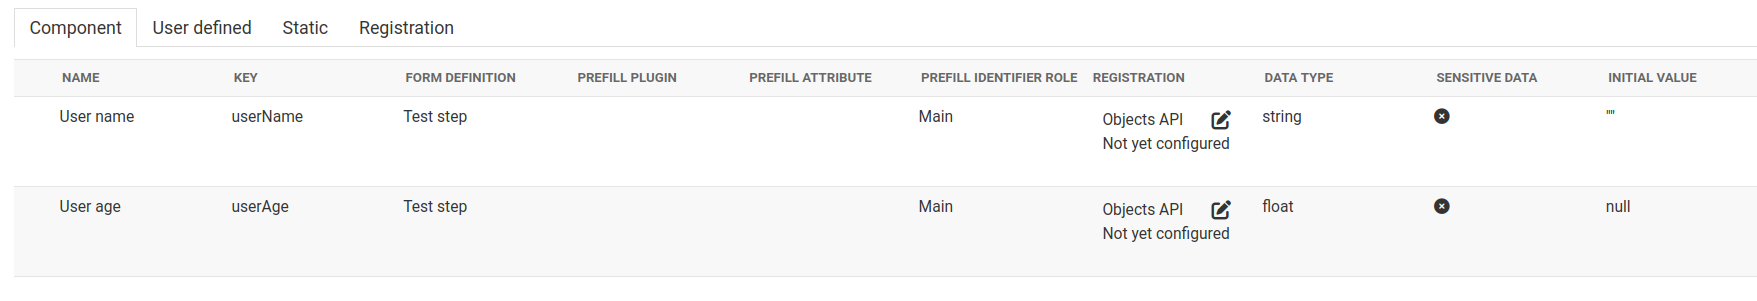 Component User defined Static Registration
NAME KEY FORM DEFINITION PREFILL PLUGIN PREFILL ATTRIBUTE PREFILL IDENTIFIER ROLE REGISTRATION DATA TYPE SENSITIVE DATA INITIAL VALUE
User name userName Test step Main Objects API string ""
Not yet configured
User age userAge Test step Main Objects API float null
Not yet configured